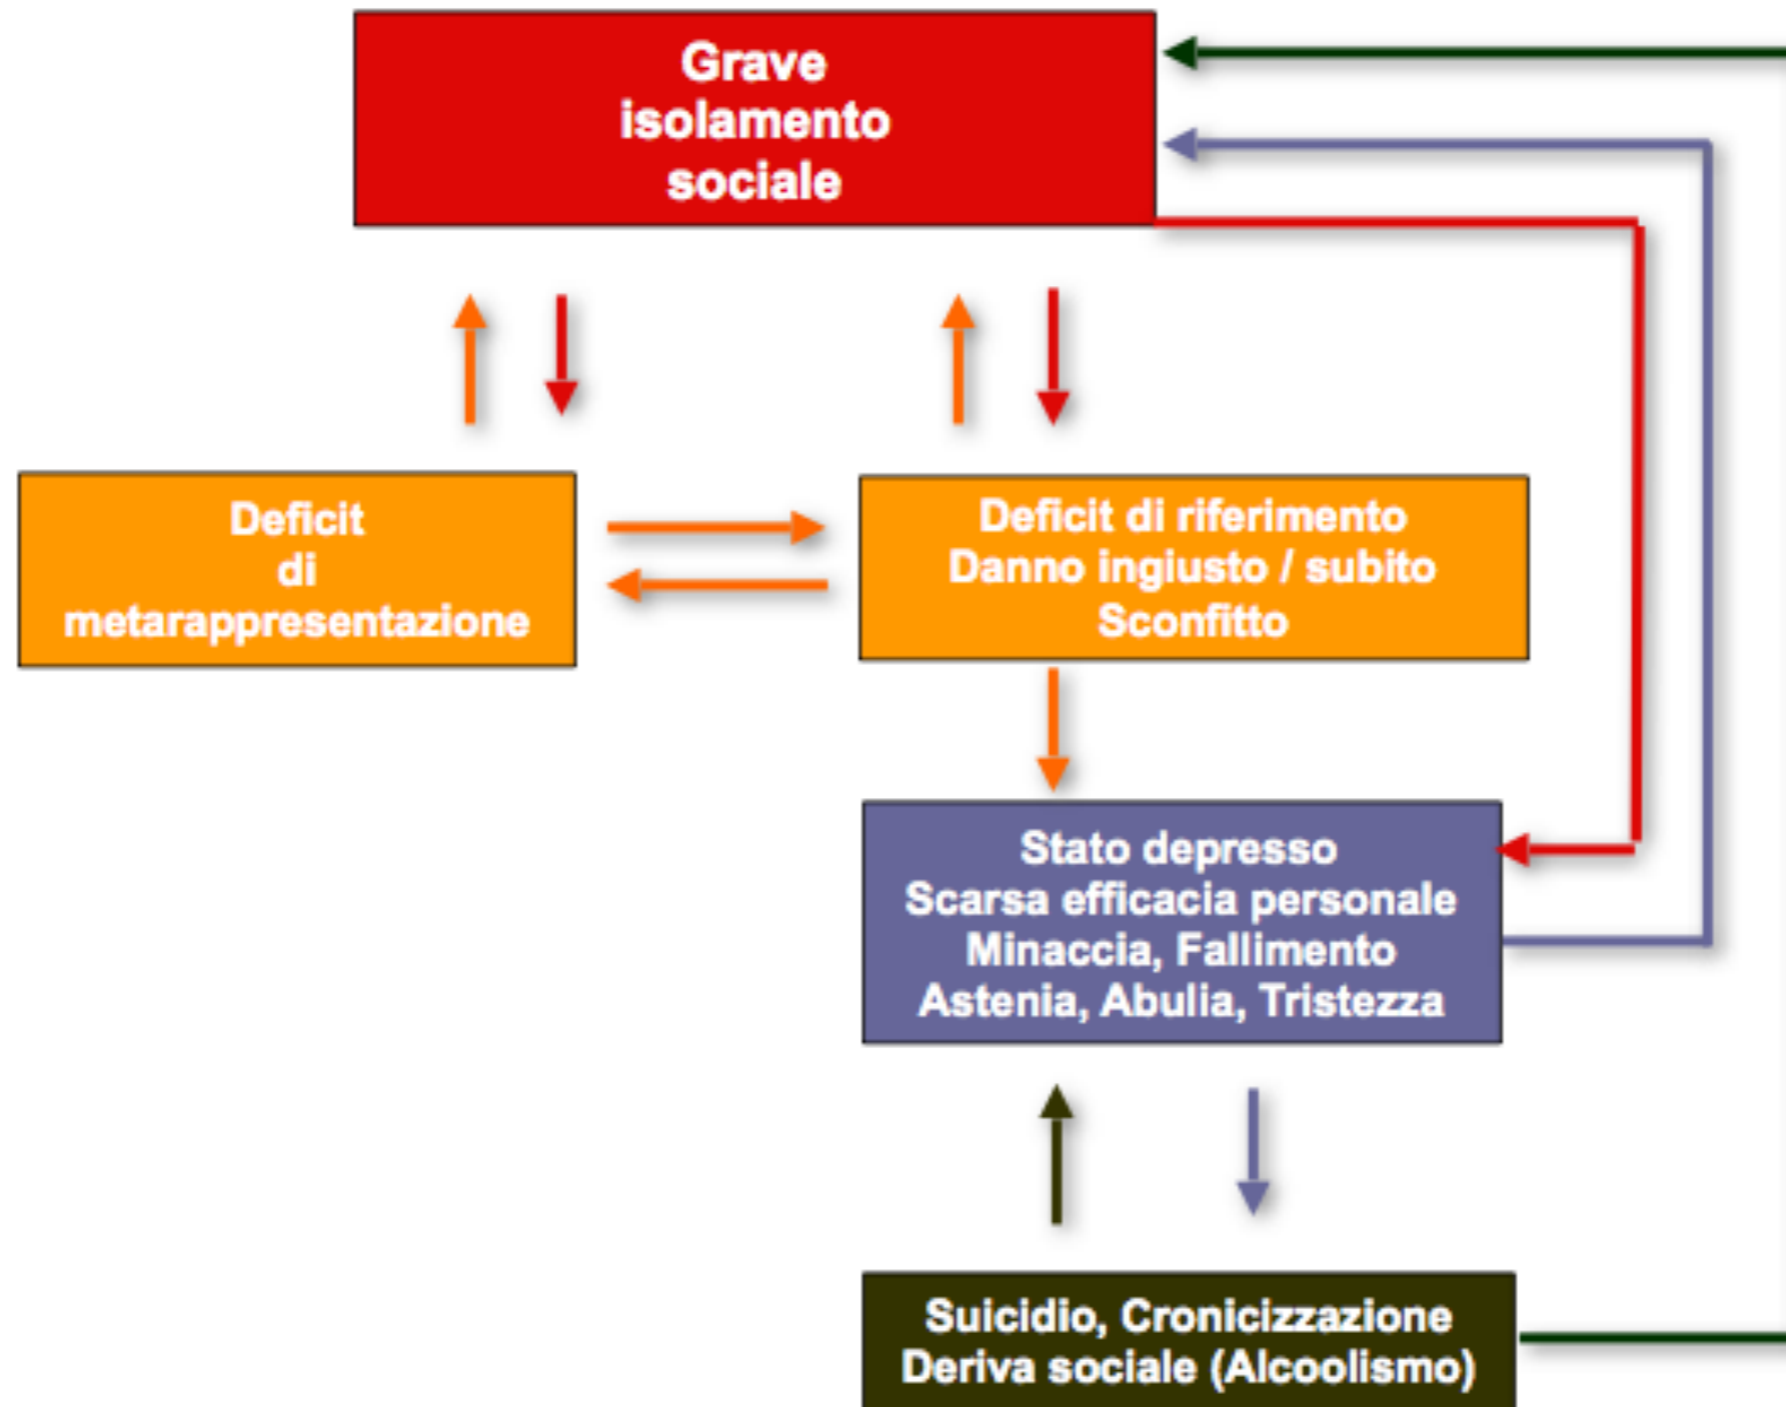 Grave
isolamento
sociale
Deficit
di
metarappresentazione
Deficit di riferimento
Danno ingiusto / subito
Sconfitto
Stato depresso
Scarsa efficacia personale
Minaccia, Fallimento
Astenia, Abulia, Tristezza
Suicidio, Cronicizzazione
Deriva sociale (Alcoolismo)